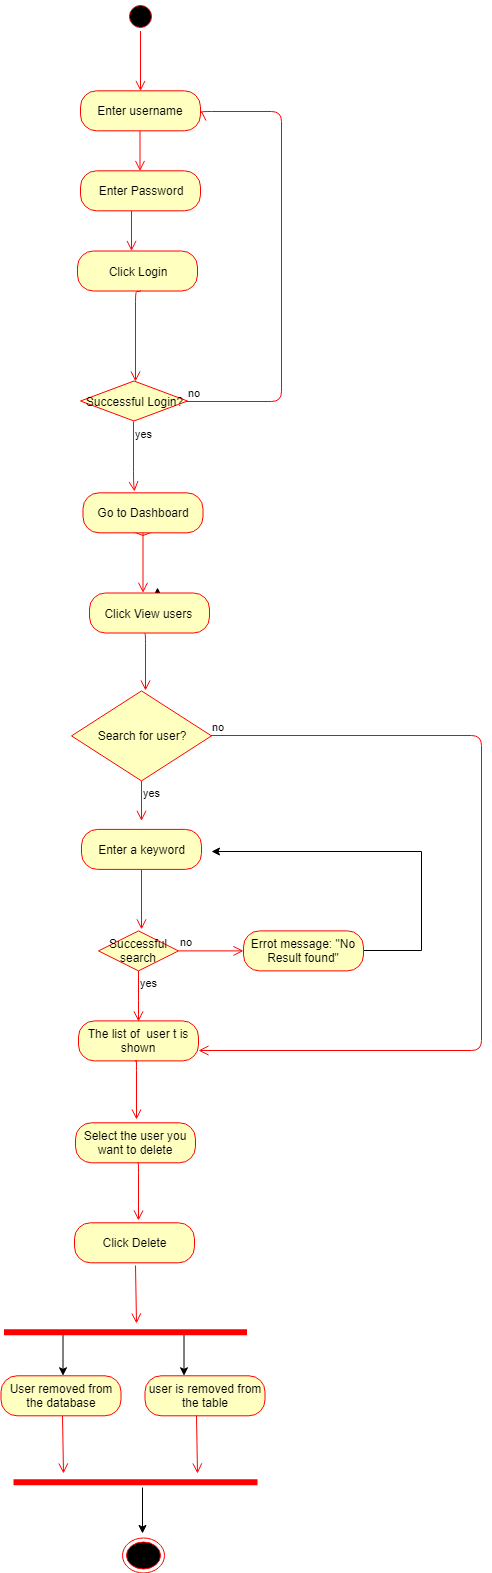 Enter username
Enter Password
Click Login
Successful Login?
no
yes
Go to Dashboard
Click View users
Search for user?
no
yes
Enter a keyword
Successful
search
no
Errot message: "No
Result found"
yes
The list of user t is
shown
Select the user you
want to delete
Click Delete
User removed from
the database
user is removed from
the table